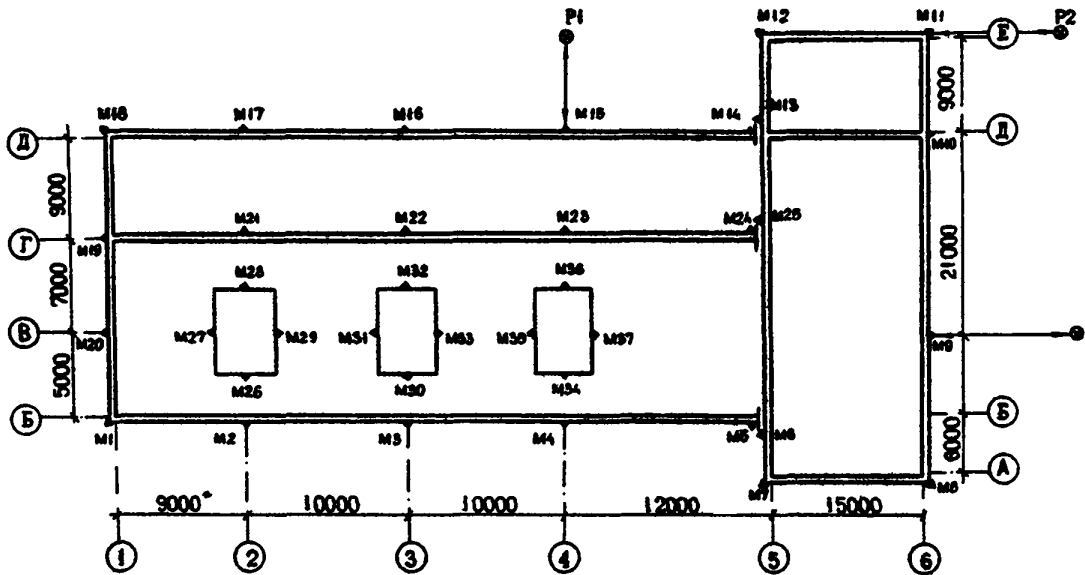 P1
M12
M11
P2
E
9000
M18
M17
M16
M15
M14
M13
Д
Д
M10
9000
M21
M22
M23
M24
M25
Г
M19
21000
7000
M28
M32
M36
В
M20
M27
M29
M31
M33
M35
M37
M9
5000
M26
M30
M34
Б
Б
M1
M2
M3
M4
M5
M6
6000
А
M7
M8
9000
10000
10000
12000
15000
1
2
3
4
5
6